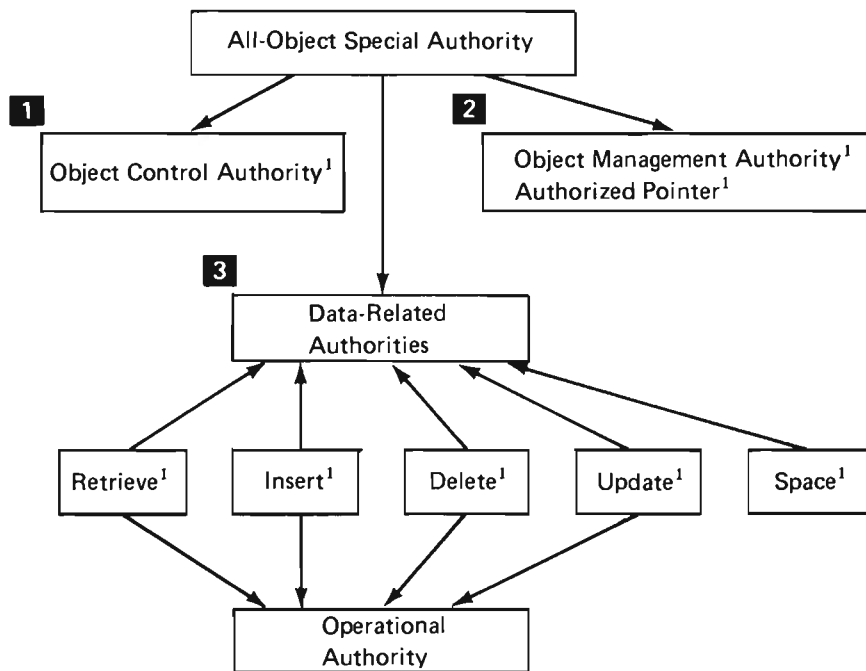 All-Object Special Authority
1
Object Control Authority¹
2
Object Management Authority¹
Authorized Pointer¹
3
Data-Related
Authorities
Retrieve¹
Insert¹
Delete¹
Update¹
Space¹
Operational
Authority